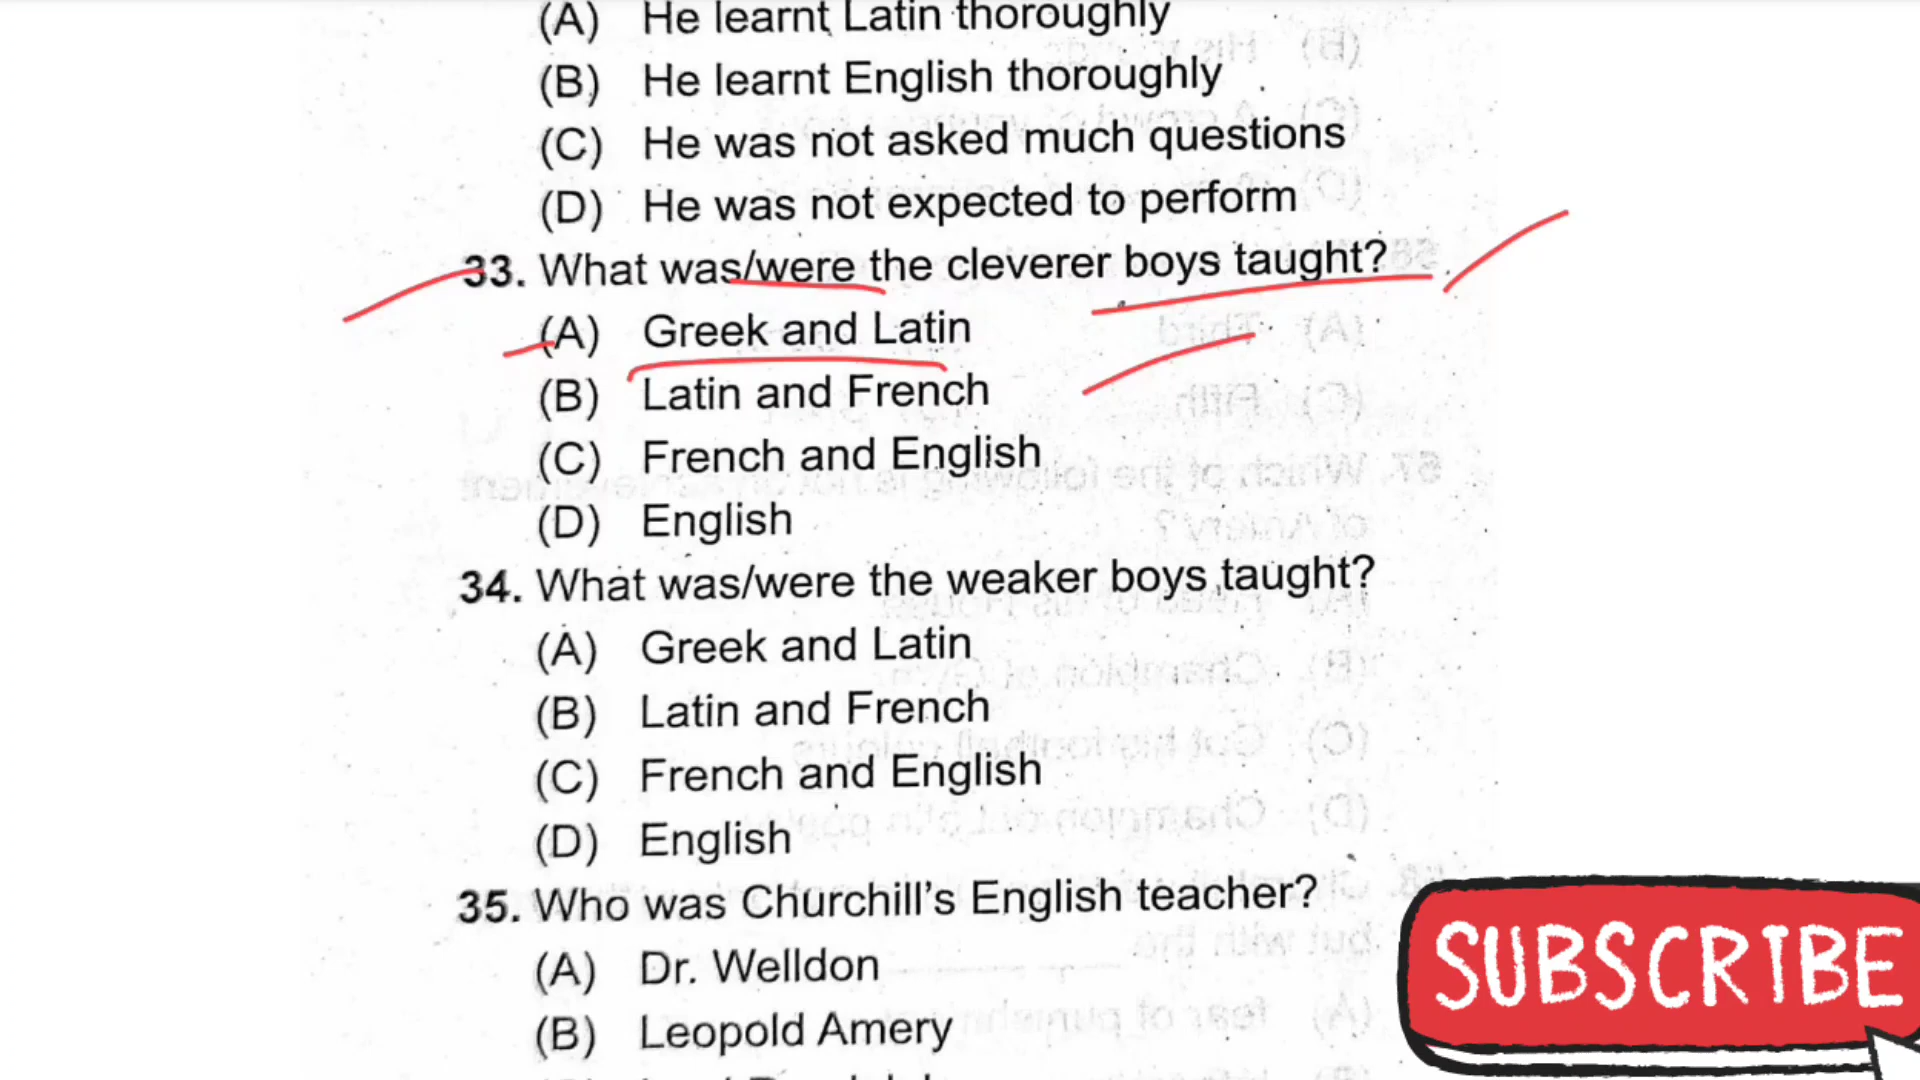 (A) He learnt Latin thoroughly
(B) He learnt English thoroughly
(C) He was not asked much questions
(D) He was not expected to perform
33. What was/were the cleverer boys taught?
(A) Greek and Latin
(B) Latin and French
(C) French and English
(D) English
34. What was/were the weaker boys taught?
(A) Greek and Latin
(B) Latin and French
(C) French and English
(D) English
35. Who was Churchill's English teacher?
(A) Dr. Welldon
(B) Leopold Amery
SUBSCRIBE